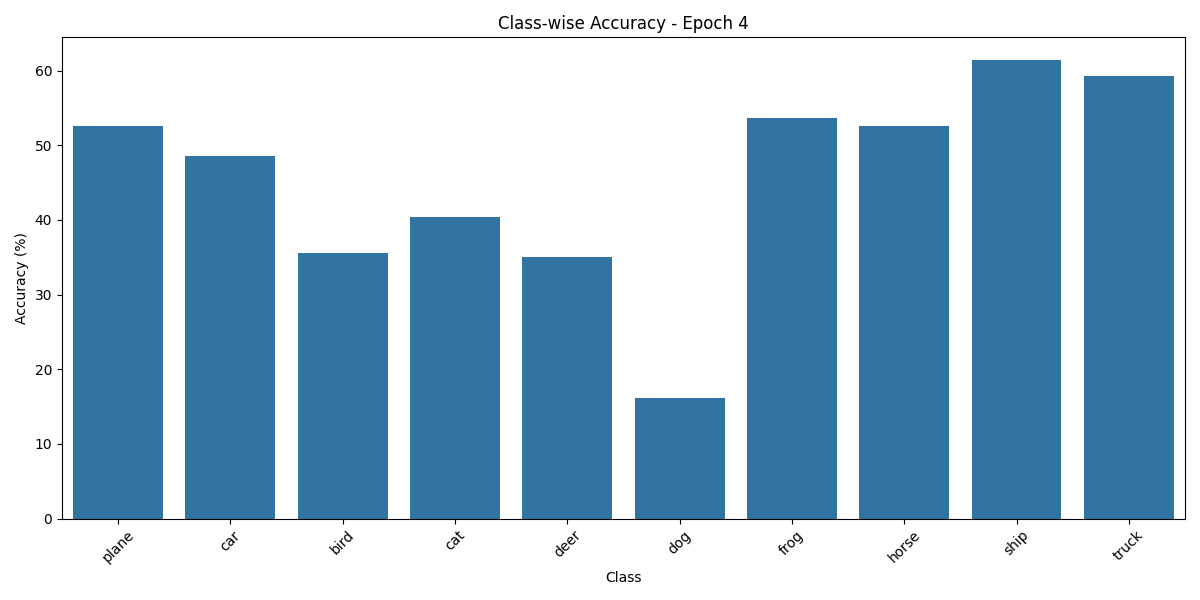 Class-wise Accuracy - Epoch 4
Accuracy (%)
60
50
40
30
20
10
0
plane
car
bird
cat
deer
dog
frog
horse
ship
truck
Class